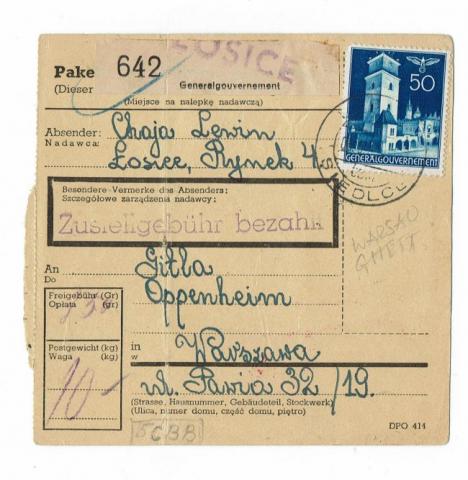 ŁOSICE
Pake 642
(Dieser Generalgouvernement
(Miejsce na nalepkę nadawczą)
50
GENERALGOUVERNEMENT
SIEDLCE
Absender: Chaja Lewin
Nadawca:
Łosice, Rynek 4
Besondere Vermerke des Absenders:
Szczegółowe zarządzenia nadawcy:
Zustellgebühr bezahlt
WARSAO
GHETT
An Gitla
Do
Oppenheim
Freigebühr (Gr)
Opłata (gr)
Postgewicht (kg)
Waga (kg)
10-
in Warszawa
w
ul. Pawia 32/19.
(Strasse, Hausnummer, Gebäudeteil, Stockwerk)
(Ulica, numer domu, część domu, piętro)
DPO 414